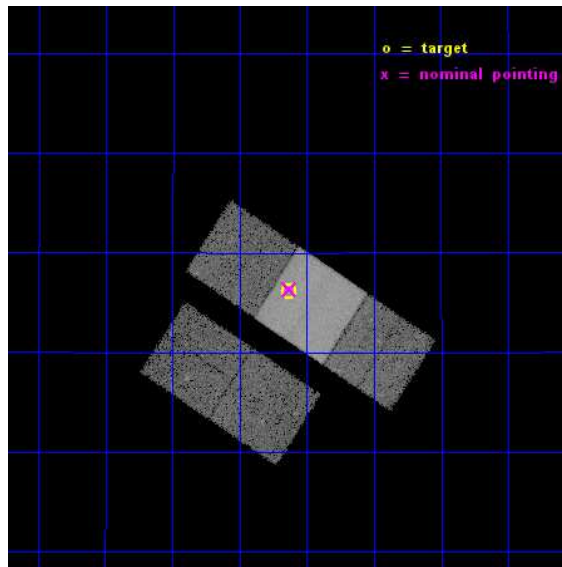 o = target
x = nominal pointing